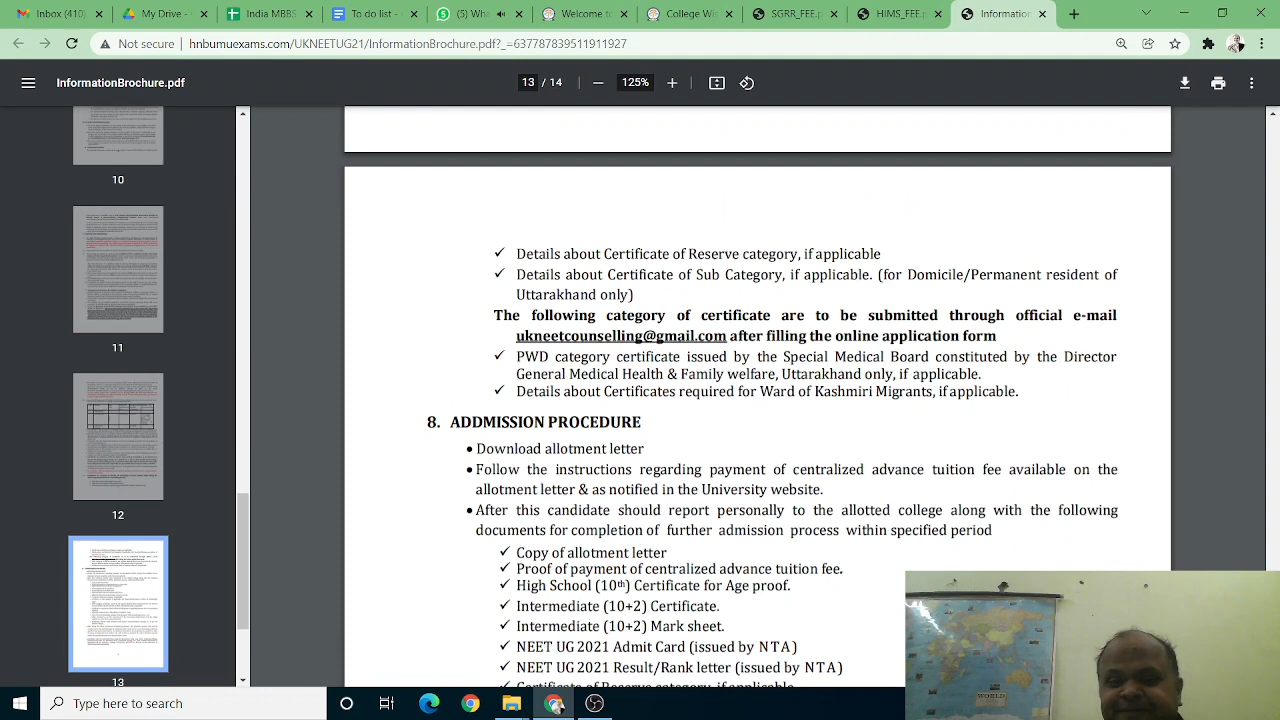 Inbox (410)
My Drive -
India MBBS
To do list -
5
(5) Wha
Welcome to
College Wi
SGRR_FEE.p
HIMS_FEE.p
Informatior
Not secure | hnbumuexams.com/UKNEETUG21/InformationBrochure.pdf?_=637787839511911927
InformationBrochure.pdf
13 / 14
125%
10
11
12
13
✓ Details about Certificate of Reserve category, if applicable
✓ Details about Certificate of Sub Category, if applicable. (for Domicile/Permanent resident of
Uttarakhand only)
The following category of certificate are to be submitted through official e-mail
ukneetcounselling@gmail.com after filling the online application form
✓ PWD category certificate issued by the Special Medical Board constituted by the Director
General Medical Health & Family welfare, Uttarakhand only, if applicable.
✓ Details about Certificates required for Ward of Kashmiri Migrants, if applicable.
8. ADDMISSION PROCEDURE
• Download allotment letter
• Follow the instructions regarding payment of centralized advance tuition fee available on the
allotment letter & as notified in the University website.
• After this candidate should report personally to the allotted college along with the following
documents for completion of further admission process within specified period
✓ Copy of allotment letter
✓ Proof of payment of centralized advance tuition fee.
✓ High School (10th) Certificate for Age proof.
✓ Intermediate (10+2) Certificate.
✓ Intermediate (10+2) Mark sheet.
✓ NEET UG 2021 Admit Card (issued by NTA)
✓ NEET UG 2021 Result/Rank letter (issued by NTA)
✓ Certificate of Reserve category, if applicable
WORLD
Type here to search